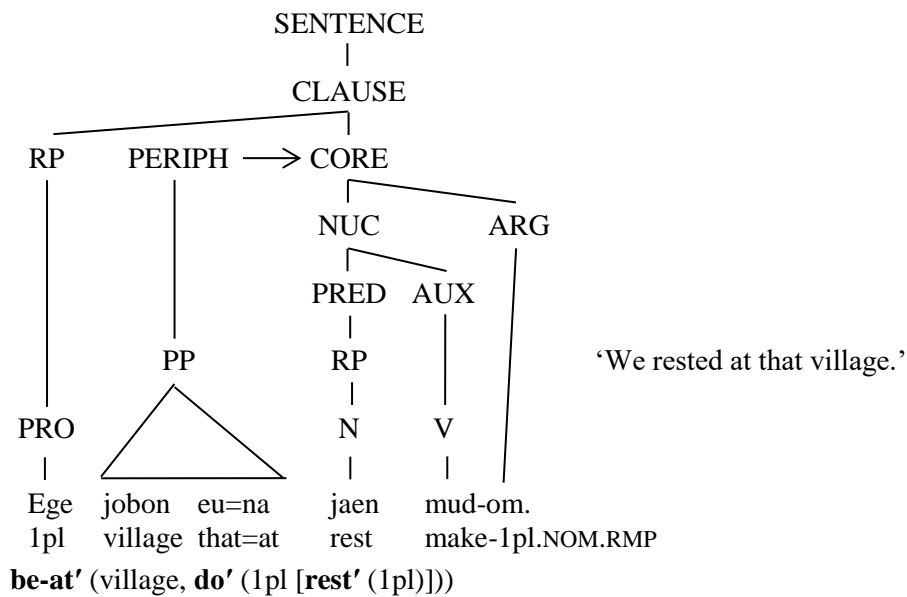 SENTENCE
CLAUSE
RP PERIPH CORE
NUC ARG
PRED AUX
PP RP ‘We rested at that village.’
PRO N V
Ege jobon eu=na jaen mud-om.
1pl village that=at rest make-1pl.NOM.RMP
be-at′ (village, do′ (1pl [rest′ (1pl)]))